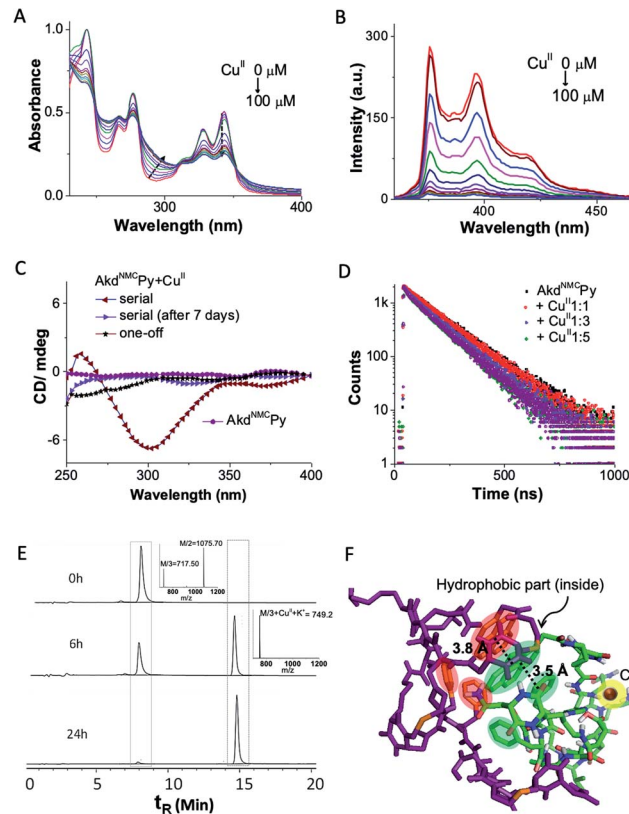 A
Cu^II 0 μM
100 μM
1.0
0.5
0.0
Absorbance
300
400
Wavelength (nm)
B
Cu^II 0 μM
100 μM
300
150
0
Intensity (a.u.)
400
450
Wavelength (nm)
C
Akd^NMC Py+Cu^II
serial
serial (after 7 days)
one-off
Akd^NMC Py
6
0
-6
CD/ mdeg
250
300
350
400
Wavelength (nm)
D
Akd^NMC Py
+ Cu^II 1:1
+ Cu^II 1:3
+ Cu^II 1:5
1k
100
10
1
Counts
0
500
1000
Time (ns)
E
0h
M/2=1075.70
M/3=717.50
800 1000 1200
m/z
6h
M/3+Cu^II+K^+= 749.2
800 1000 1200
m/z
24h
0 5 10 15 20
t_R (Min)
F
Hydrophobic part (inside)
3.8 Å
3.5 Å
C